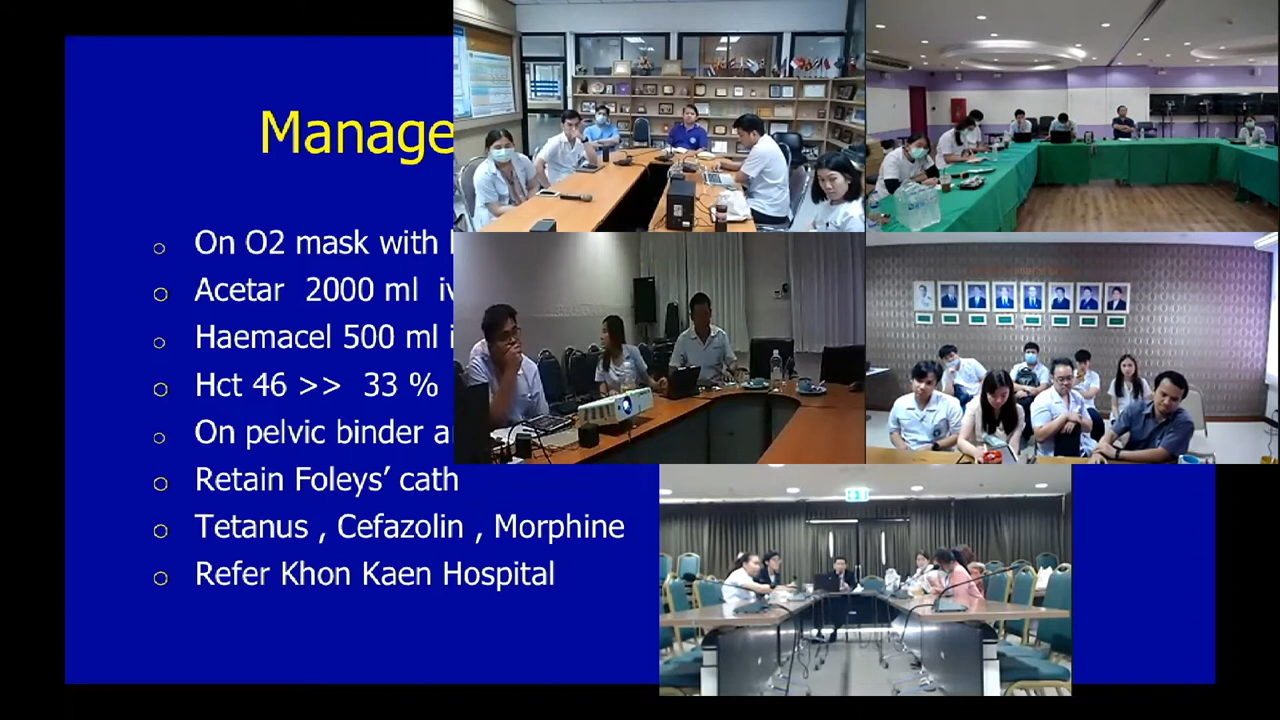 Manage
On O2 mask with
Acetar 2000 ml iv
Haemacel 500 ml i
Hct 46 >> 33 %
On pelvic binder a
Retain Foleys’ cath
Tetanus , Cefazolin , Morphine
Refer Khon Kaen Hospital